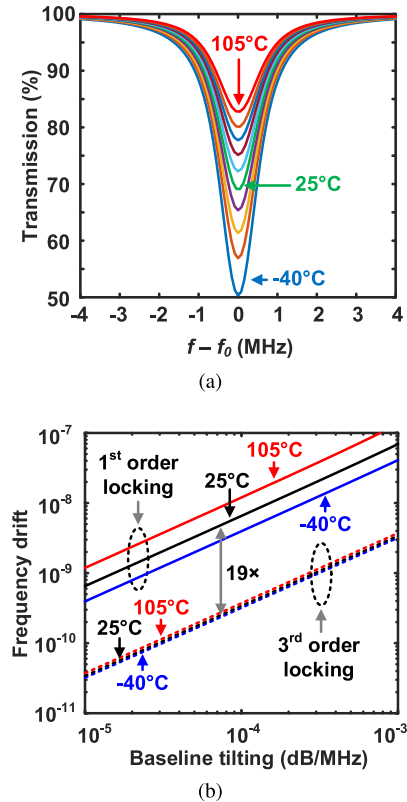 100
90
80
70
60
50
Transmission (%)
105°C
25°C
-40°C
-4 -3 -2 -1 0 1 2 3 4
f – f0 (MHz)
(a)
10-7
10-8
10-9
10-10
10-11
Frequency drift
1st order
locking
105°C
25°C
-40°C
19×
105°C
25°C
-40°C
3rd order
locking
10-5 10-4 10-3
Baseline tilting (dB/MHz)
(b)